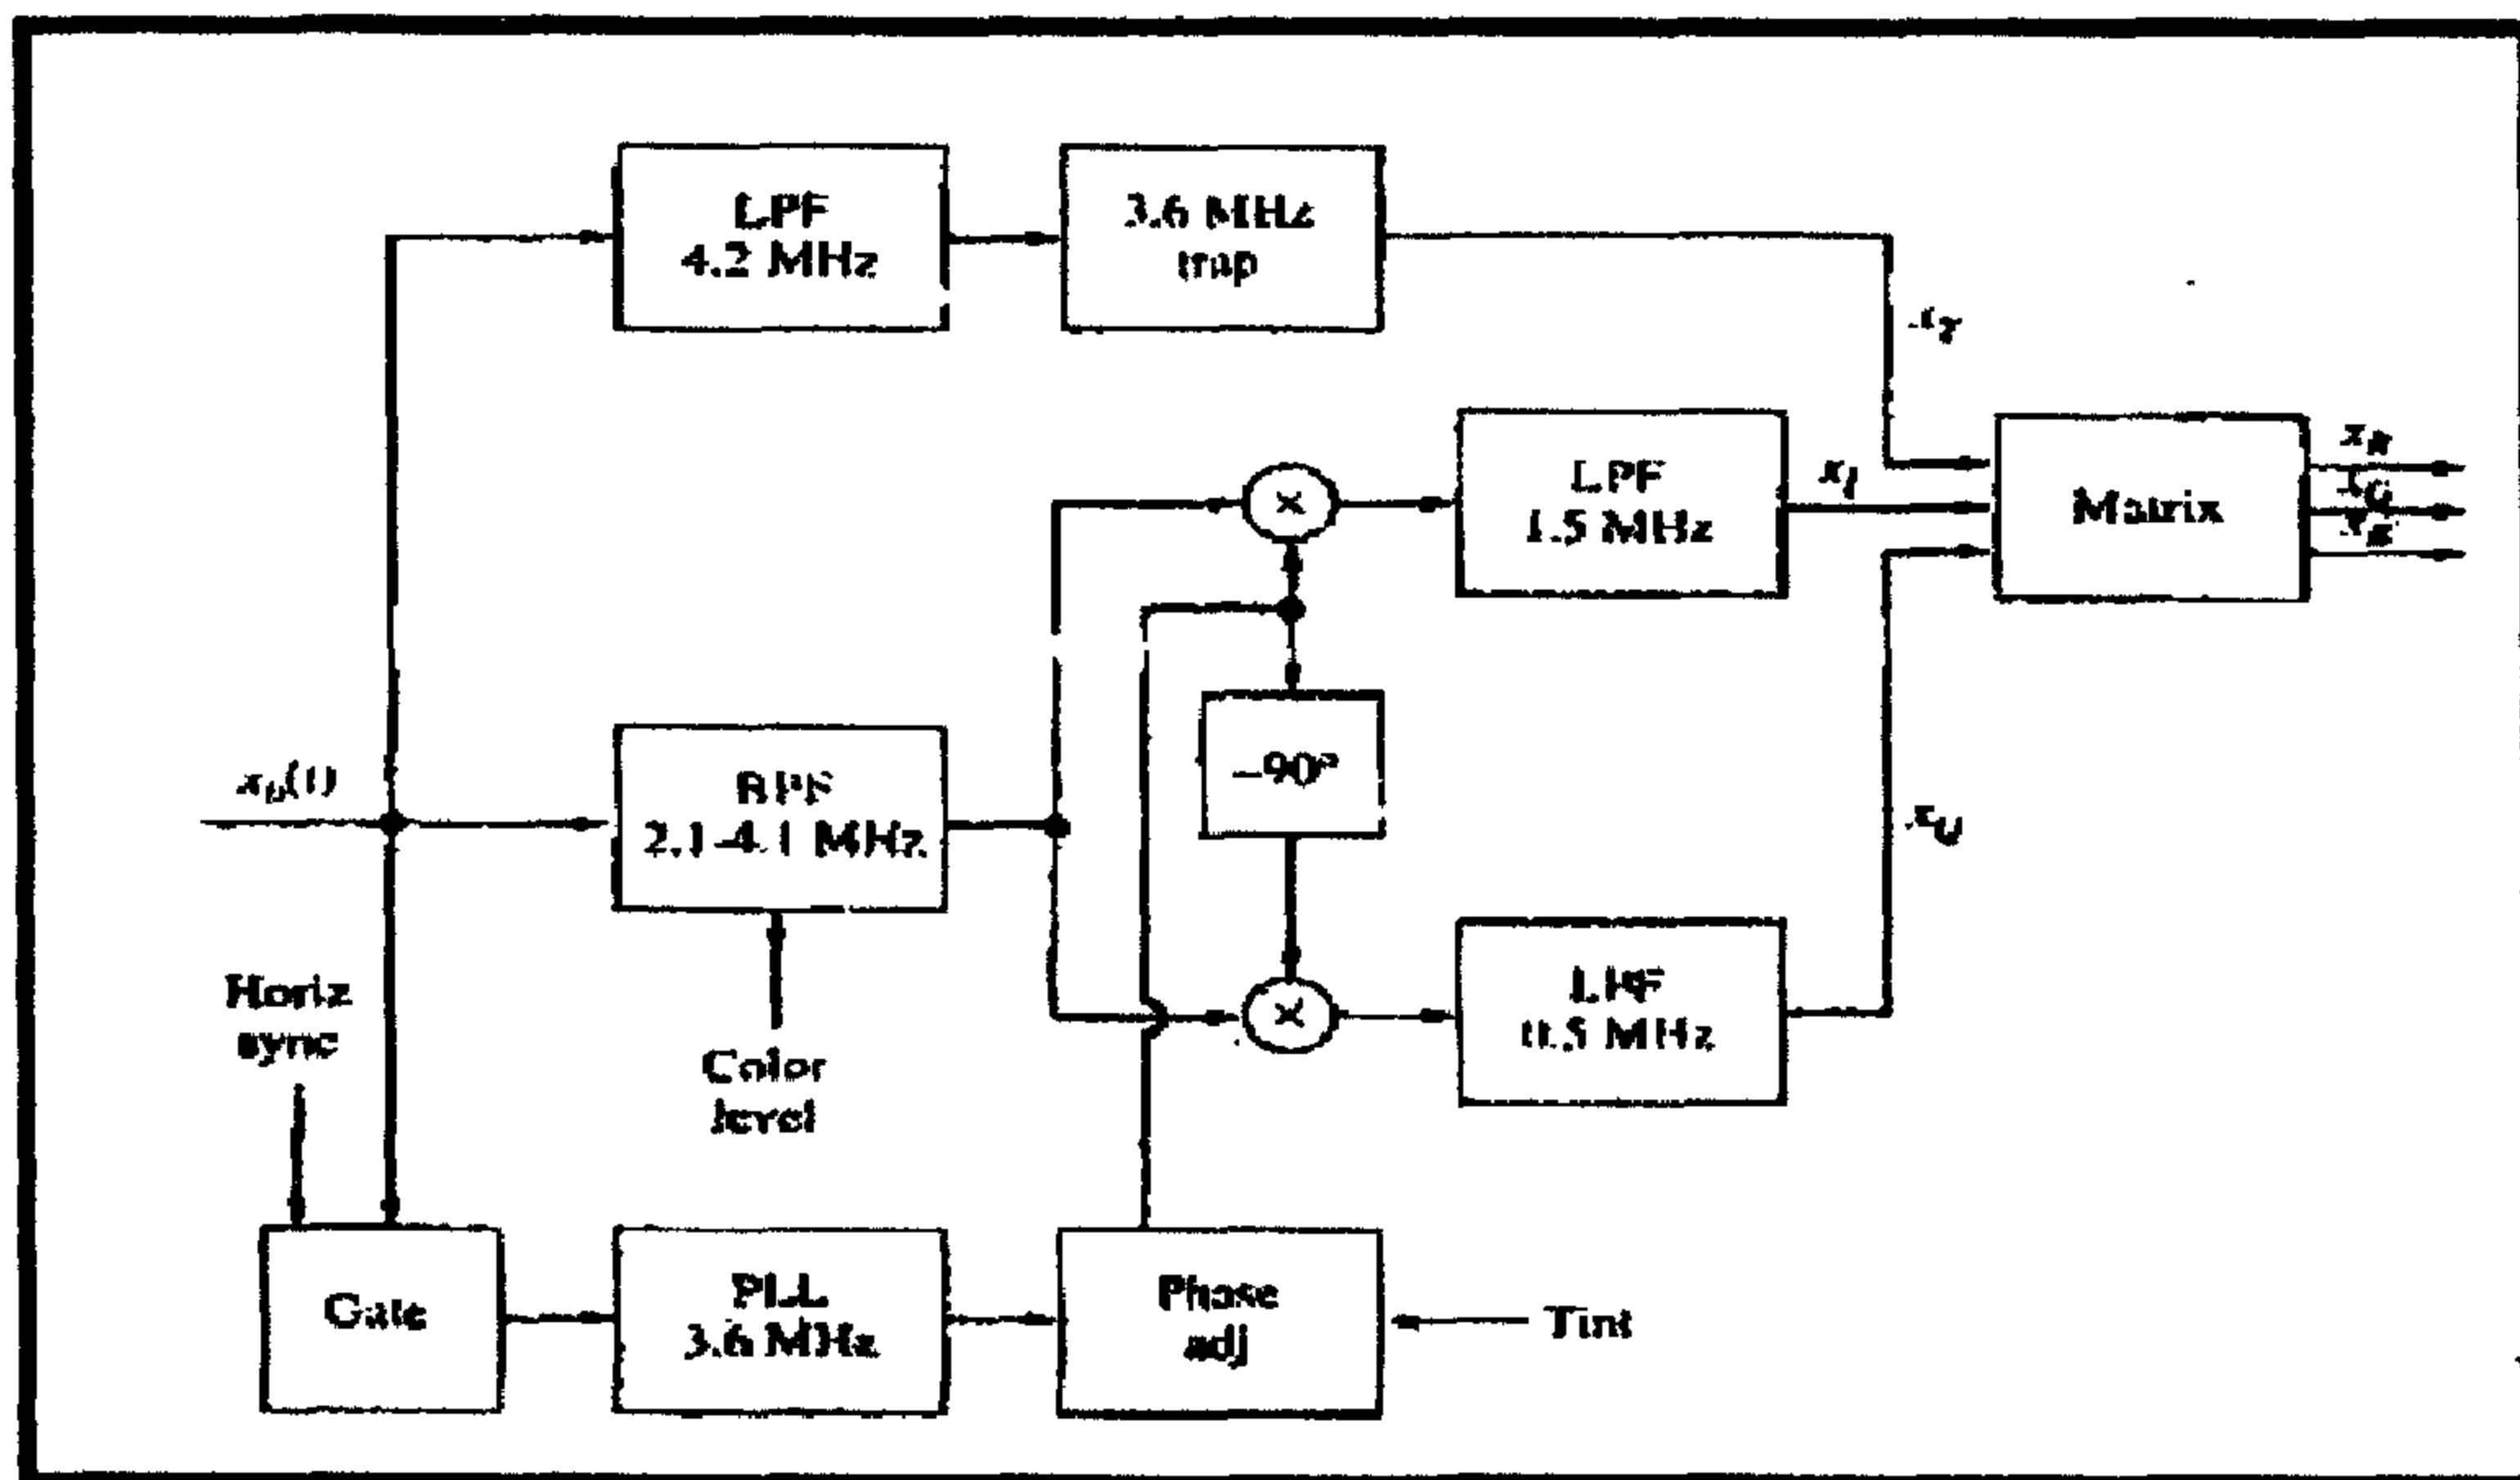 LPF
4.2 MHz
3.6 MHz
trap
x_Y
LPF
1.5 MHz
x_I
Matrix
x_R
x_G
x_b(t)
BPF
2.1-4.1 MHz
-90°
x_Q
Horiz
sync
Color
level
LPF
0.5 MHz
Gate
PLL
3.6 MHz
Phase
adj
Tint